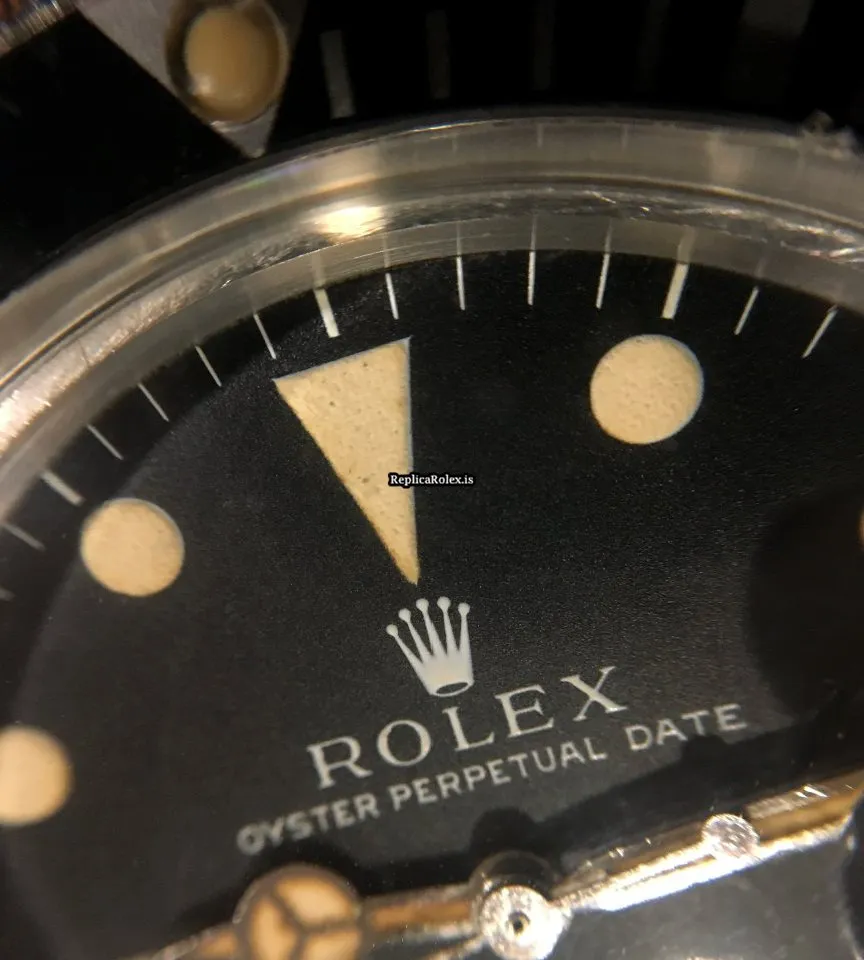 ReplicaRolex.is
ROLEX
OYSTER PERPETUAL DATE